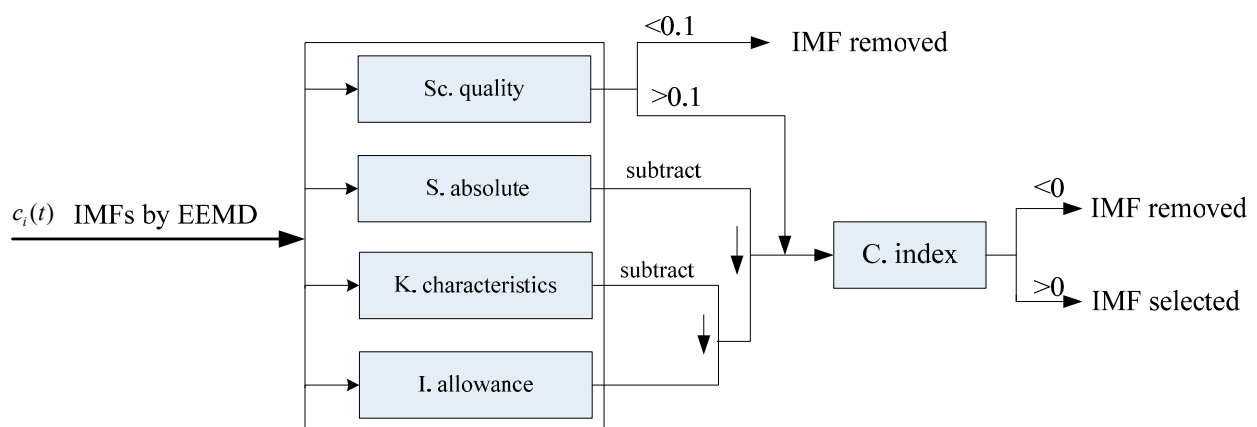 <0.1
IMF removed
Sc. quality
>0.1
subtract
S. absolute
<0
c_i(t) IMFs by EEMD
IMF removed
C. index
subtract
K. characteristics
>0
IMF selected
I. allowance